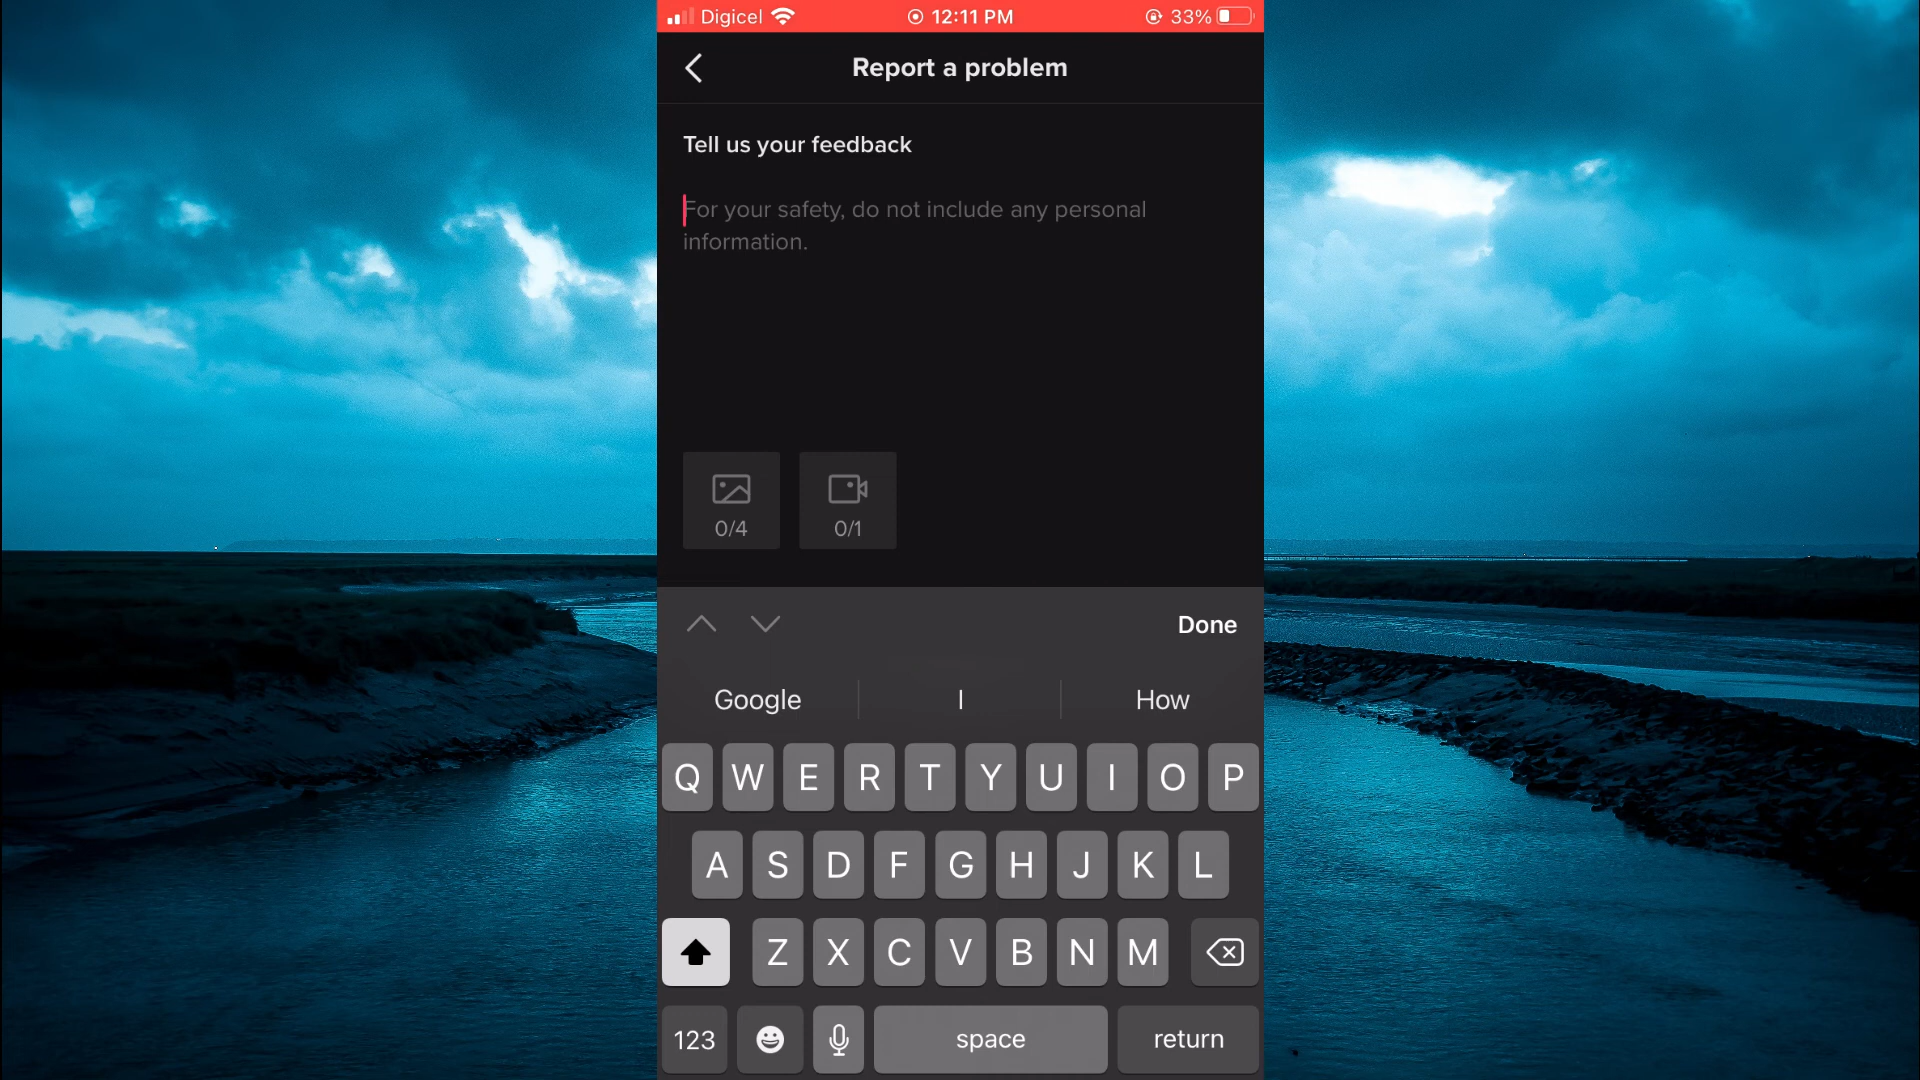 Digicel 12:11 PM 33%
Report a problem
Tell us your feedback
For your safety, do not include any personal
information.
0/4 0/1
Done
Google I How
Q W E R T Y U I O P
A S D F G H J K L
Z X C V B N M
123 space return